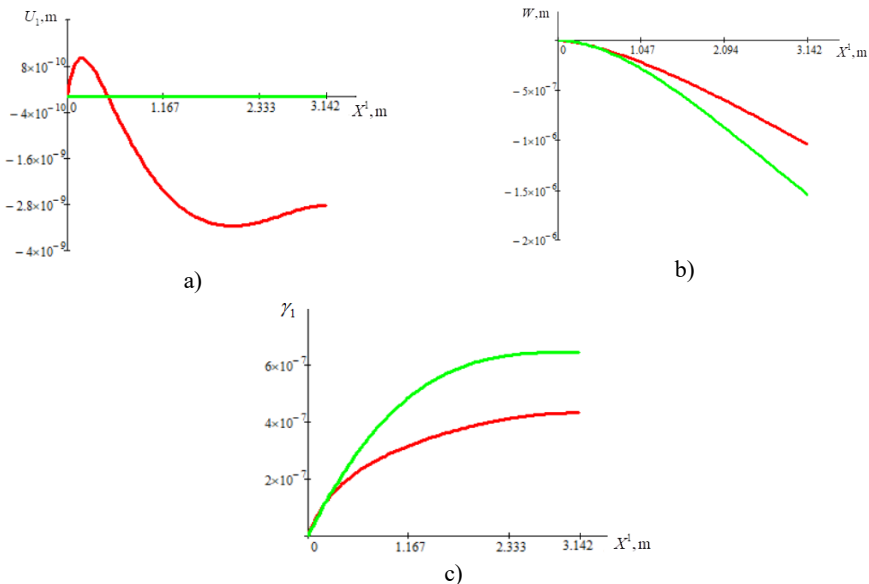 U₁,m
8×10⁻¹⁰
−4×10⁻¹⁰
−1.6×10⁻⁹
−2.8×10⁻⁹
−4×10⁻⁹
0 1.167 2.333 3.142 X¹,m
a)
W,m
0 1.047 2.094 3.142 X¹,m
−5×10⁻⁷
−1×10⁻⁶
−1.5×10⁻⁶
−2×10⁻⁶
b)
γ₁
6×10⁻⁷
4×10⁻⁷
2×10⁻⁷
0 1.167 2.333 3.142 X¹,m
c)